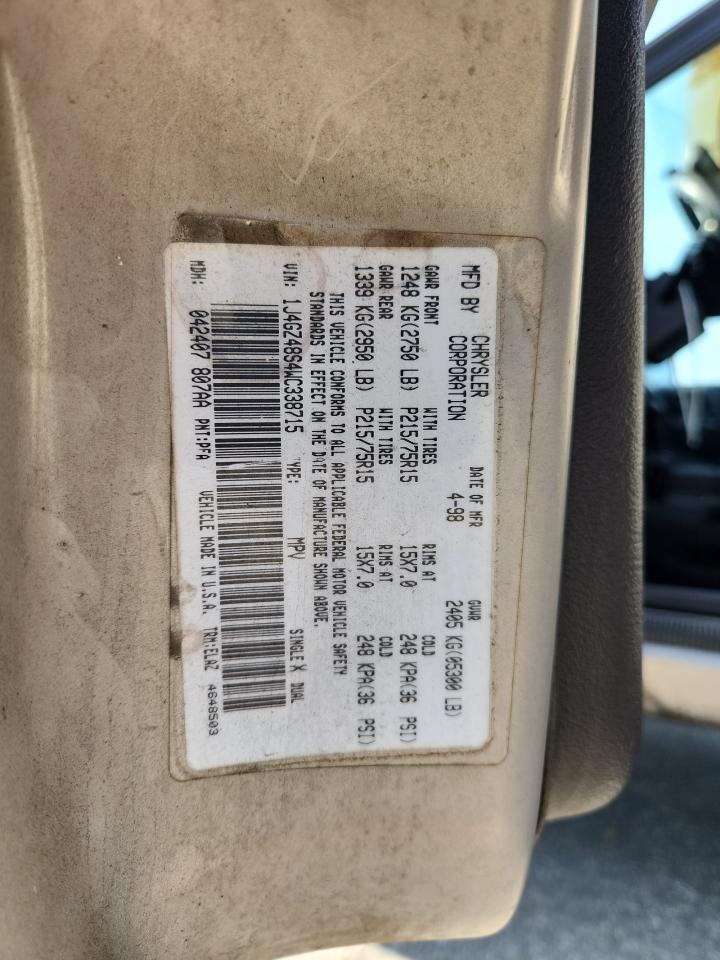 MFD BY CHRYSLER CORPORATION DATE OF MFR 4-98 GVWR 2405 KG(05300 LB)
GAWR FRONT WITH TIRES RIMS AT COLD
1248 KG(2750 LB) P215/75R15 15X7.0 248 KPA(36 PSI)
GAWR REAR WITH TIRES RIMS AT COLD
1339 KG(2950 LB) P215/75R15 15X7.0 248 KPA(36 PSI)
THIS VEHICLE CONFORMS TO ALL APPLICABLE FEDERAL MOTOR VEHICLE SAFETY
STANDARDS IN EFFECT ON THE DATE OF MANUFACTURE SHOWN ABOVE.
VIN: 1J4GZ48S4WC338715 YPE: MPV SINGLE X DUAL
MDH: 042407 807AA PNT:PFA VEHICLE MADE IN U.S.A. TRM:ELAZ
4648503